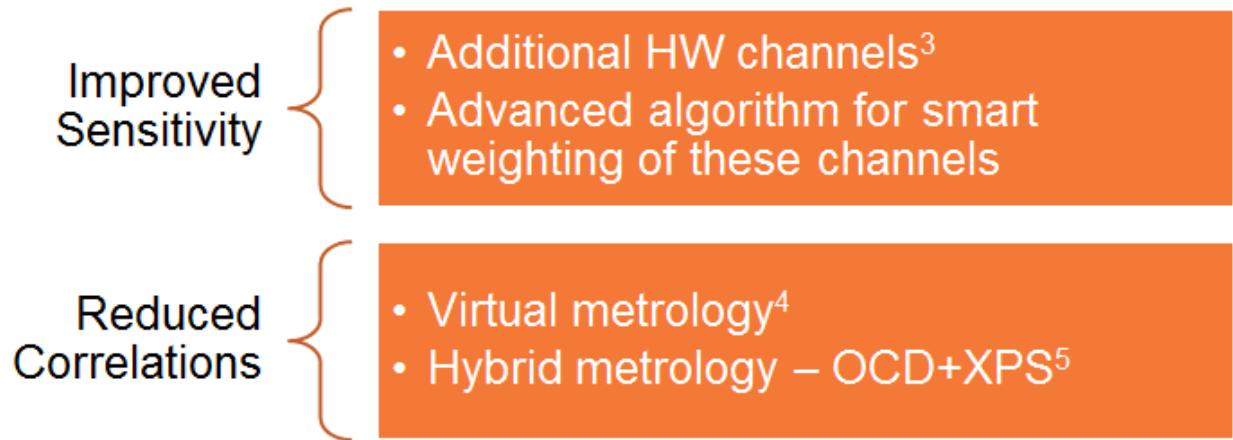 Improved
Sensitivity
• Additional HW channels³
• Advanced algorithm for smart
weighting of these channels
Reduced
Correlations
• Virtual metrology⁴
• Hybrid metrology – OCD+XPS⁵